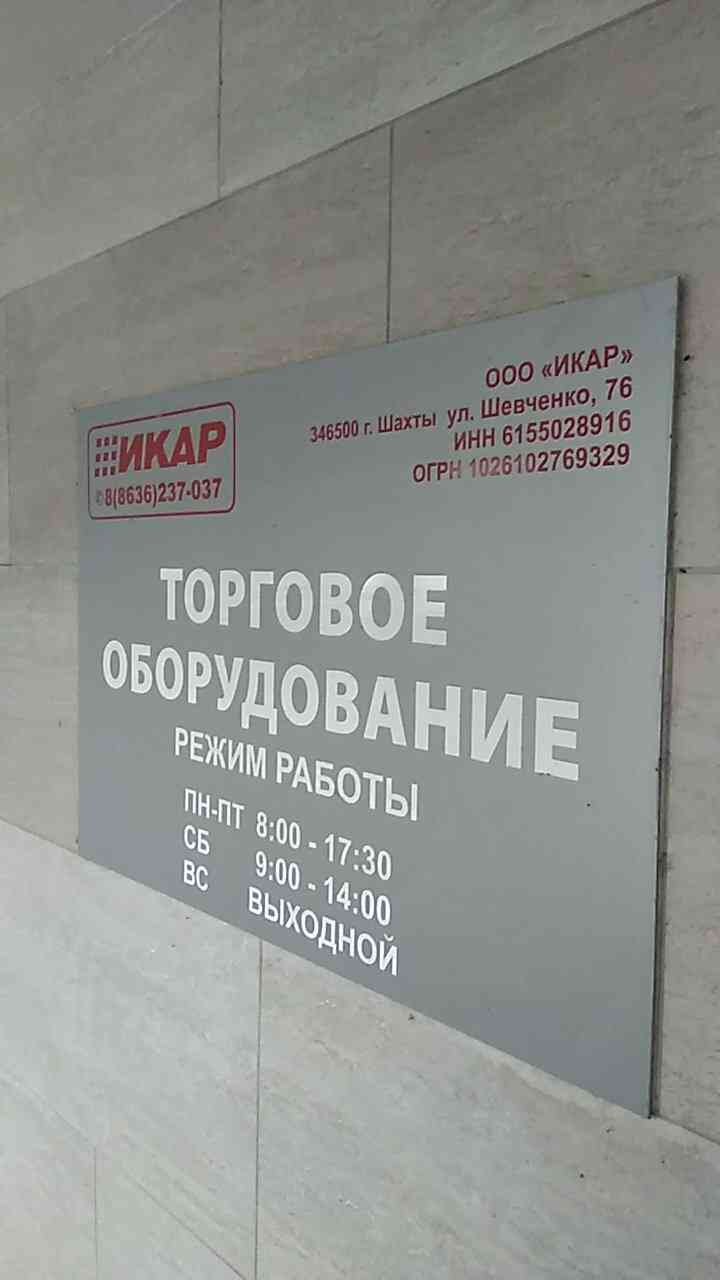 ИКАР
8(8636)237-037
ООО «ИКАР»
346500 г. Шахты ул. Шевченко, 76
ИНН 6155028916
ОГРН 1026102769329
ТОРГОВОЕ
ОБОРУДОВАНИЕ
РЕЖИМ РАБОТЫ
ПН-ПТ 8:00 - 17:30
СБ 9:00 - 14:00
ВС ВЫХОДНОЙ